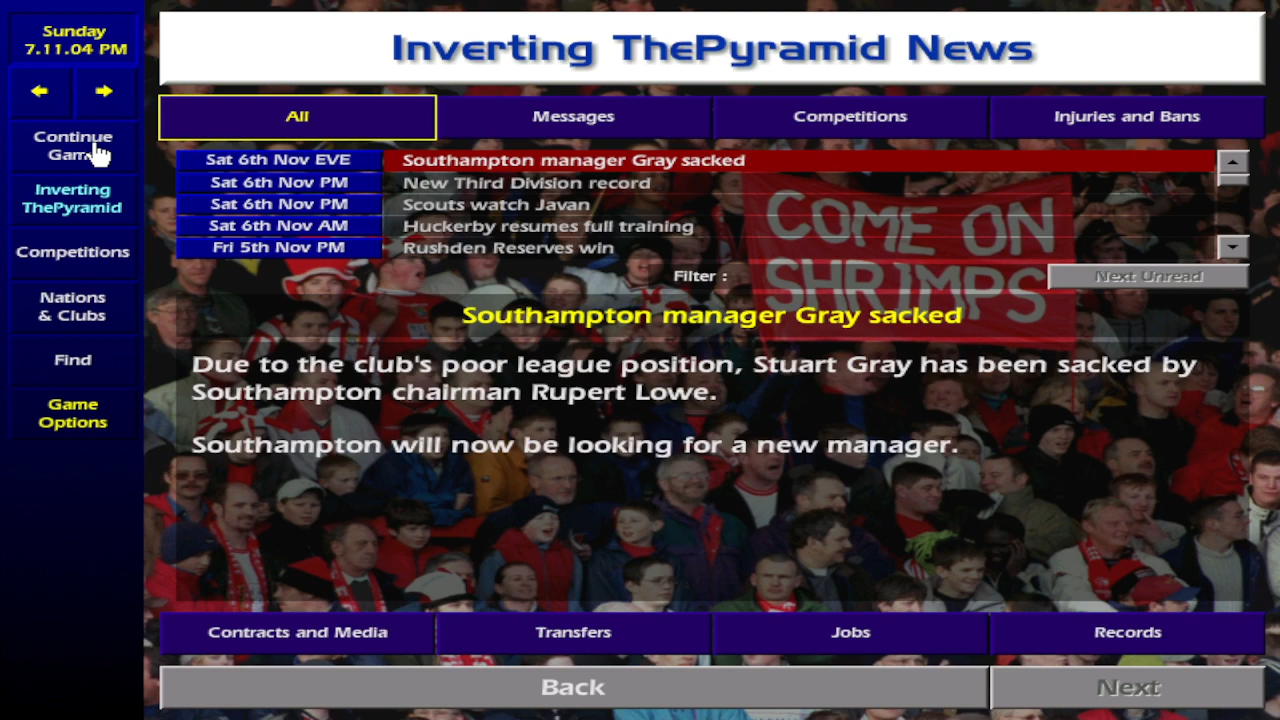 Sunday
7.11.04 PM
Continue
Game
Inverting
ThePyramid
Competitions
Nations
& Clubs
Find
Game
Options
Inverting ThePyramid News
All
Messages
Competitions
Injuries and Bans
Sat 6th Nov EVE Southampton manager Gray sacked
Sat 6th Nov PM New Third Division record
Sat 6th Nov PM Scouts watch Javan
Sat 6th Nov AM Huckerby resumes full training
Fri 5th Nov PM Rushden Reserves win
COME ON
SHRIMPS
Filter :
Next Unread
Southampton manager Gray sacked
Due to the club's poor league position, Stuart Gray has been sacked by
Southampton chairman Rupert Lowe.
Southampton will now be looking for a new manager.
Contracts and Media
Transfers
Jobs
Records
Back
Next